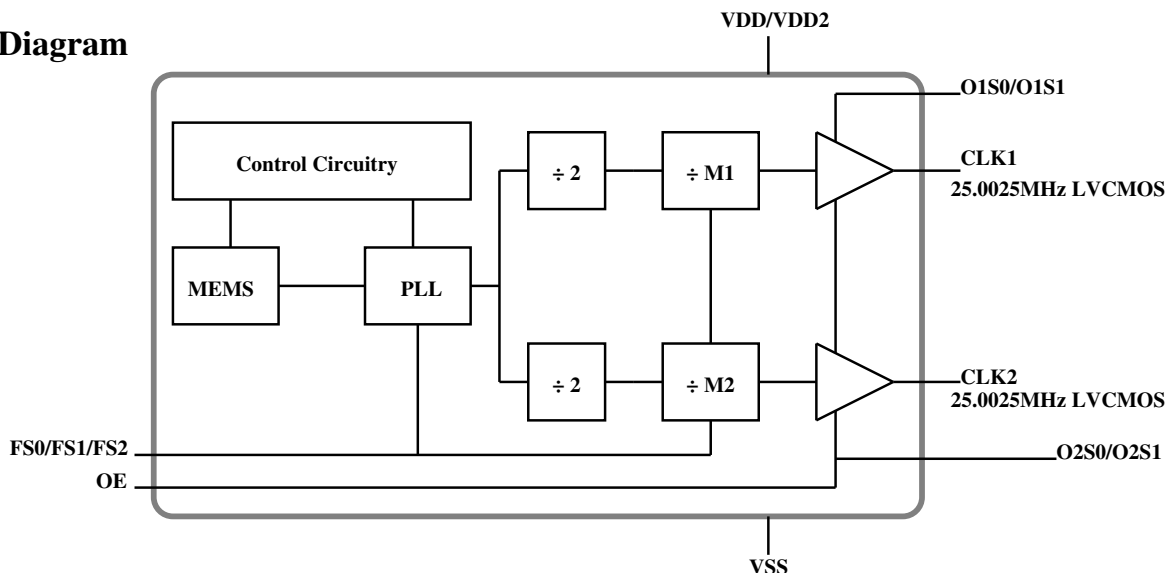 VDD/VDD2
Diagram
O1S0/O1S1
Control Circuitry
÷ 2
÷ M1
CLK1
25.0025MHz LVCMOS
MEMS
PLL
÷ 2
÷ M2
CLK2
25.0025MHz LVCMOS
FS0/FS1/FS2
O2S0/O2S1
OE
VSS